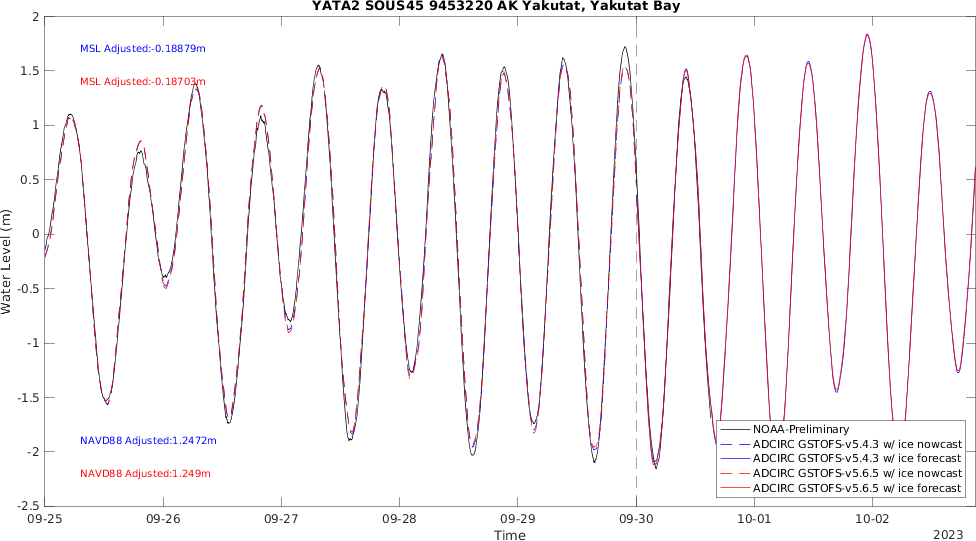 YATA2 SOUS45 9453220 AK Yakutat, Yakutat Bay
2
1.5
1
0.5
0
-0.5
-1
-1.5
-2
-2.5
Water Level (m)
MSL Adjusted:-0.18879m
MSL Adjusted:-0.18703m
NAVD88 Adjusted:1.2472m
NAVD88 Adjusted:1.249m
NOAA-Preliminary
ADCIRC GSTOFS-v5.4.3 w/ ice nowcast
ADCIRC GSTOFS-v5.4.3 w/ ice forecast
ADCIRC GSTOFS-v5.6.5 w/ ice nowcast
ADCIRC GSTOFS-v5.6.5 w/ ice forecast
09-25 09-26 09-27 09-28 09-29 09-30 10-01 10-02
Time
2023